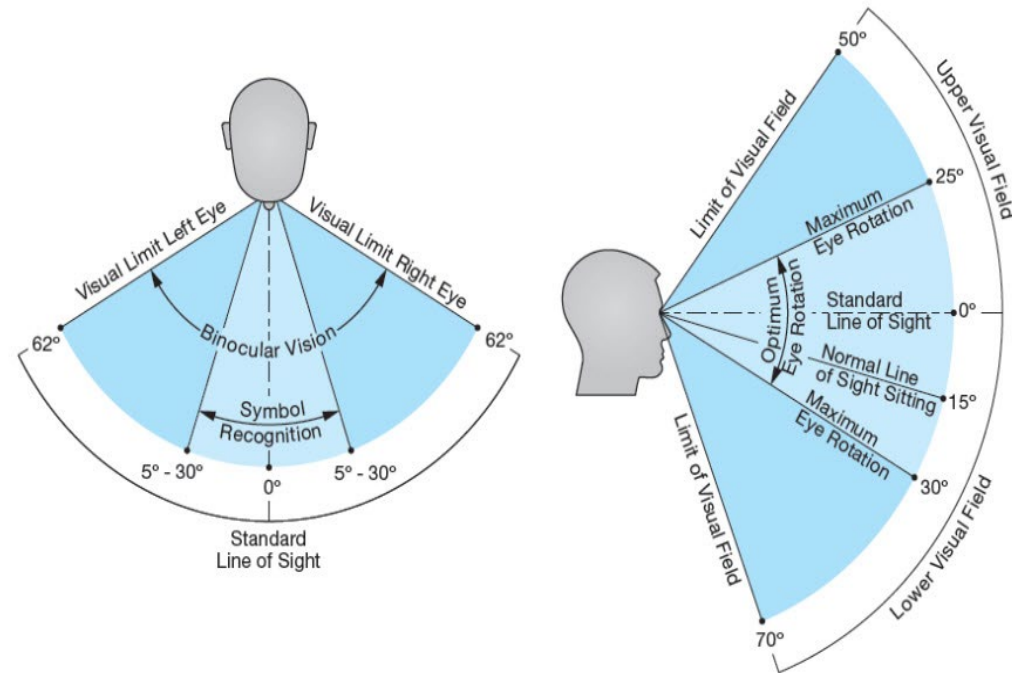 Visual Limit Left Eye
Visual Limit Right Eye
62º
62º
Binocular Vision
Symbol
Recognition
5º - 30º
0º
5º - 30º
Standard
Line of Sight
50º
Limit of Visual Field
Upper Visual Field
25º
Maximum
Eye Rotation
Optimum
Eye Rotation
Standard
Line of Sight
0º
Normal Line
of Sight Sitting
15º
Maximum
Eye Rotation
30º
Limit of Visual Field
Lower Visual Field
70º